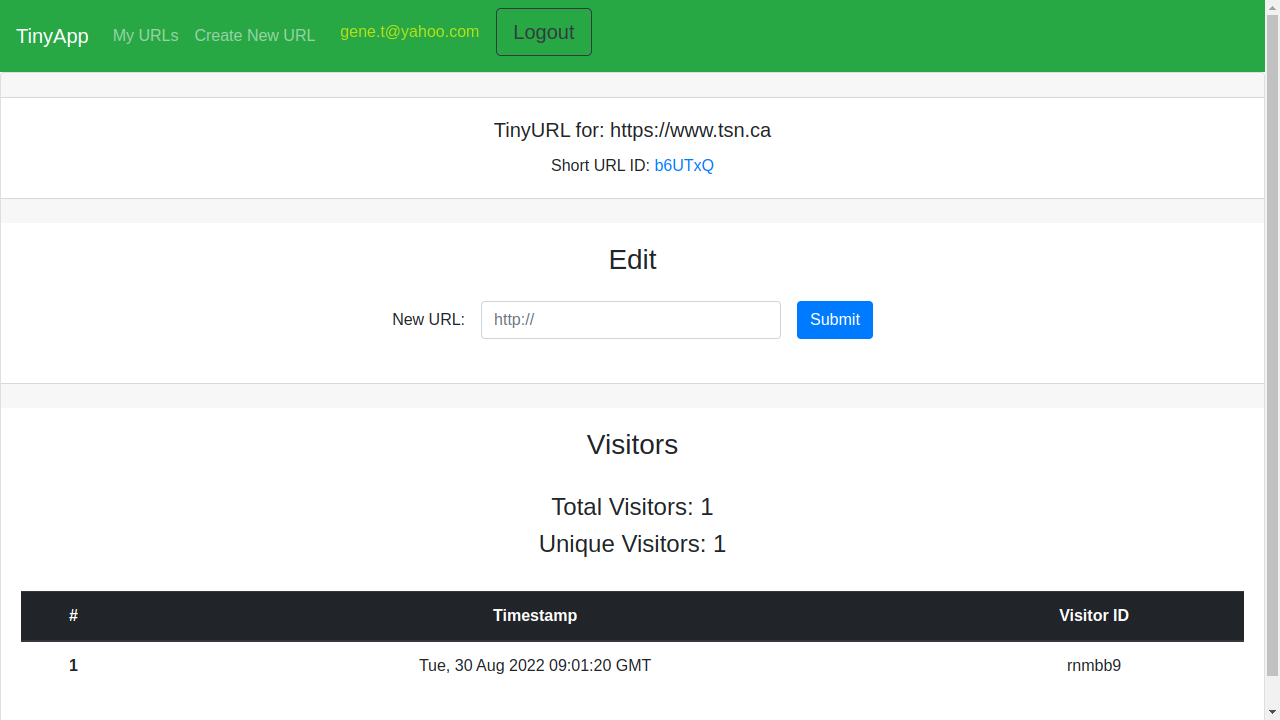 TinyApp My URLs Create New URL gene.t@yahoo.com Logout
TinyURL for: https://www.tsn.ca
Short URL ID: b6UTxQ
Edit
New URL: http:// Submit
Visitors
Total Visitors: 1
Unique Visitors: 1
# Timestamp Visitor ID
1 Tue, 30 Aug 2022 09:01:20 GMT rnmbb9